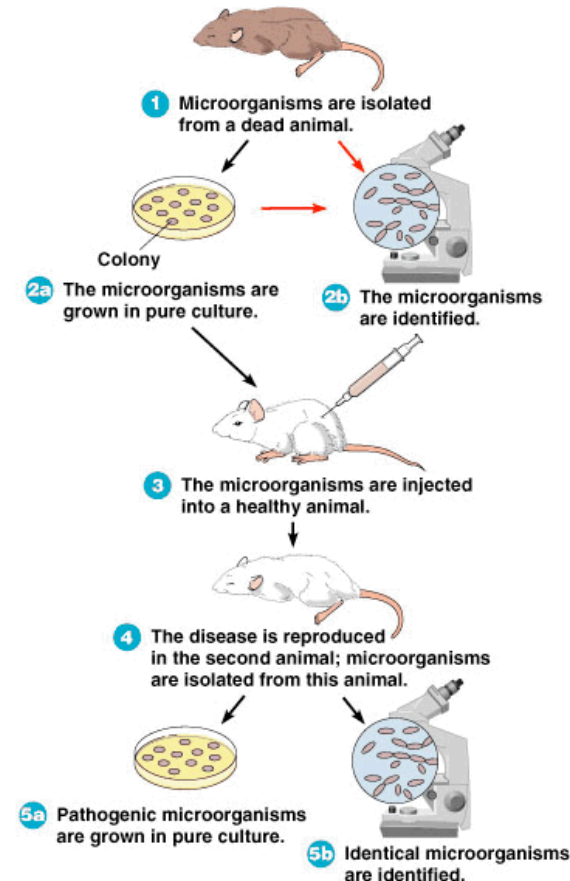 1 Microorganisms are isolated
from a dead animal.
Colony
2a The microorganisms are
grown in pure culture.
2b The microorganisms
are identified.
3 The microorganisms are injected
into a healthy animal.
4 The disease is reproduced
in the second animal; microorganisms
are isolated from this animal.
5a Pathogenic microorganisms
are grown in pure culture.
5b Identical microorganisms
are identified.